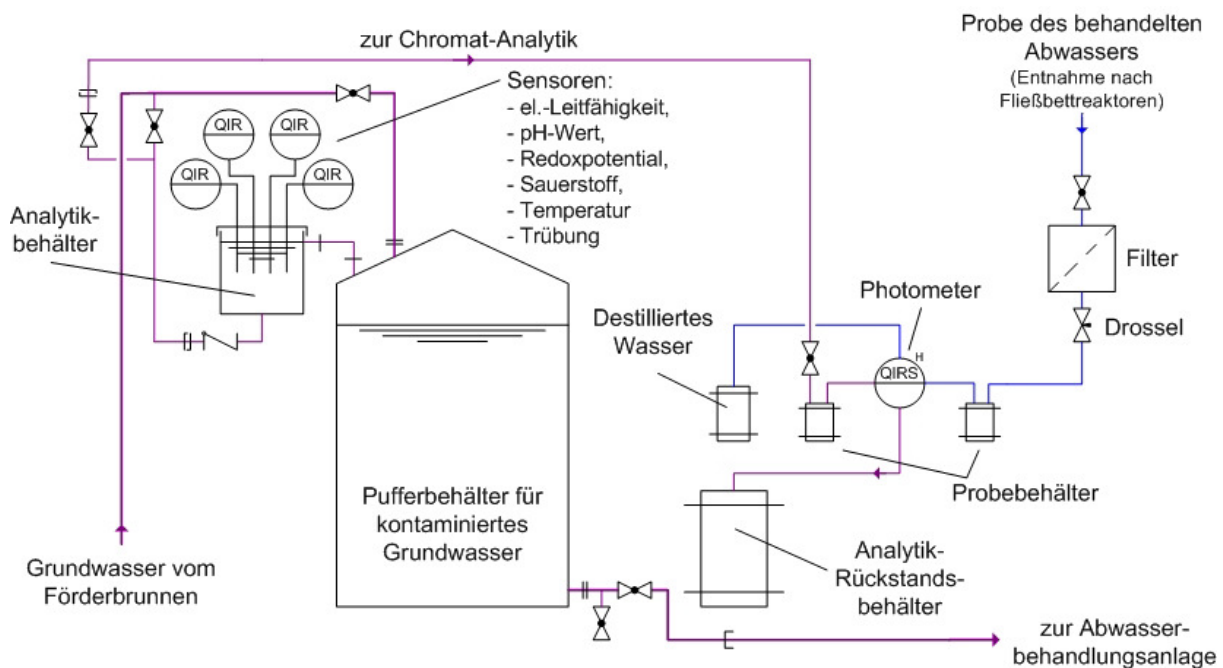 zur Chromat-Analytik
Probe des behandelten
Abwassers
(Entnahme nach
Fließbettreaktoren)
Sensoren:
- el.-Leitfähigkeit,
- pH-Wert,
- Redoxpotential,
- Sauerstoff,
- Temperatur
- Trübung
QIR
QIR
QIR
QIR
Analytik-
behälter
Filter
Photometer
Drossel
Destilliertes
Wasser
H
QIRS
Probebehälter
Pufferbehälter für
kontaminiertes
Grundwasser
Grundwasser vom
Förderbrunnen
Analytik-
Rückstands-
behälter
zur Abwasser-
behandlungsanlage